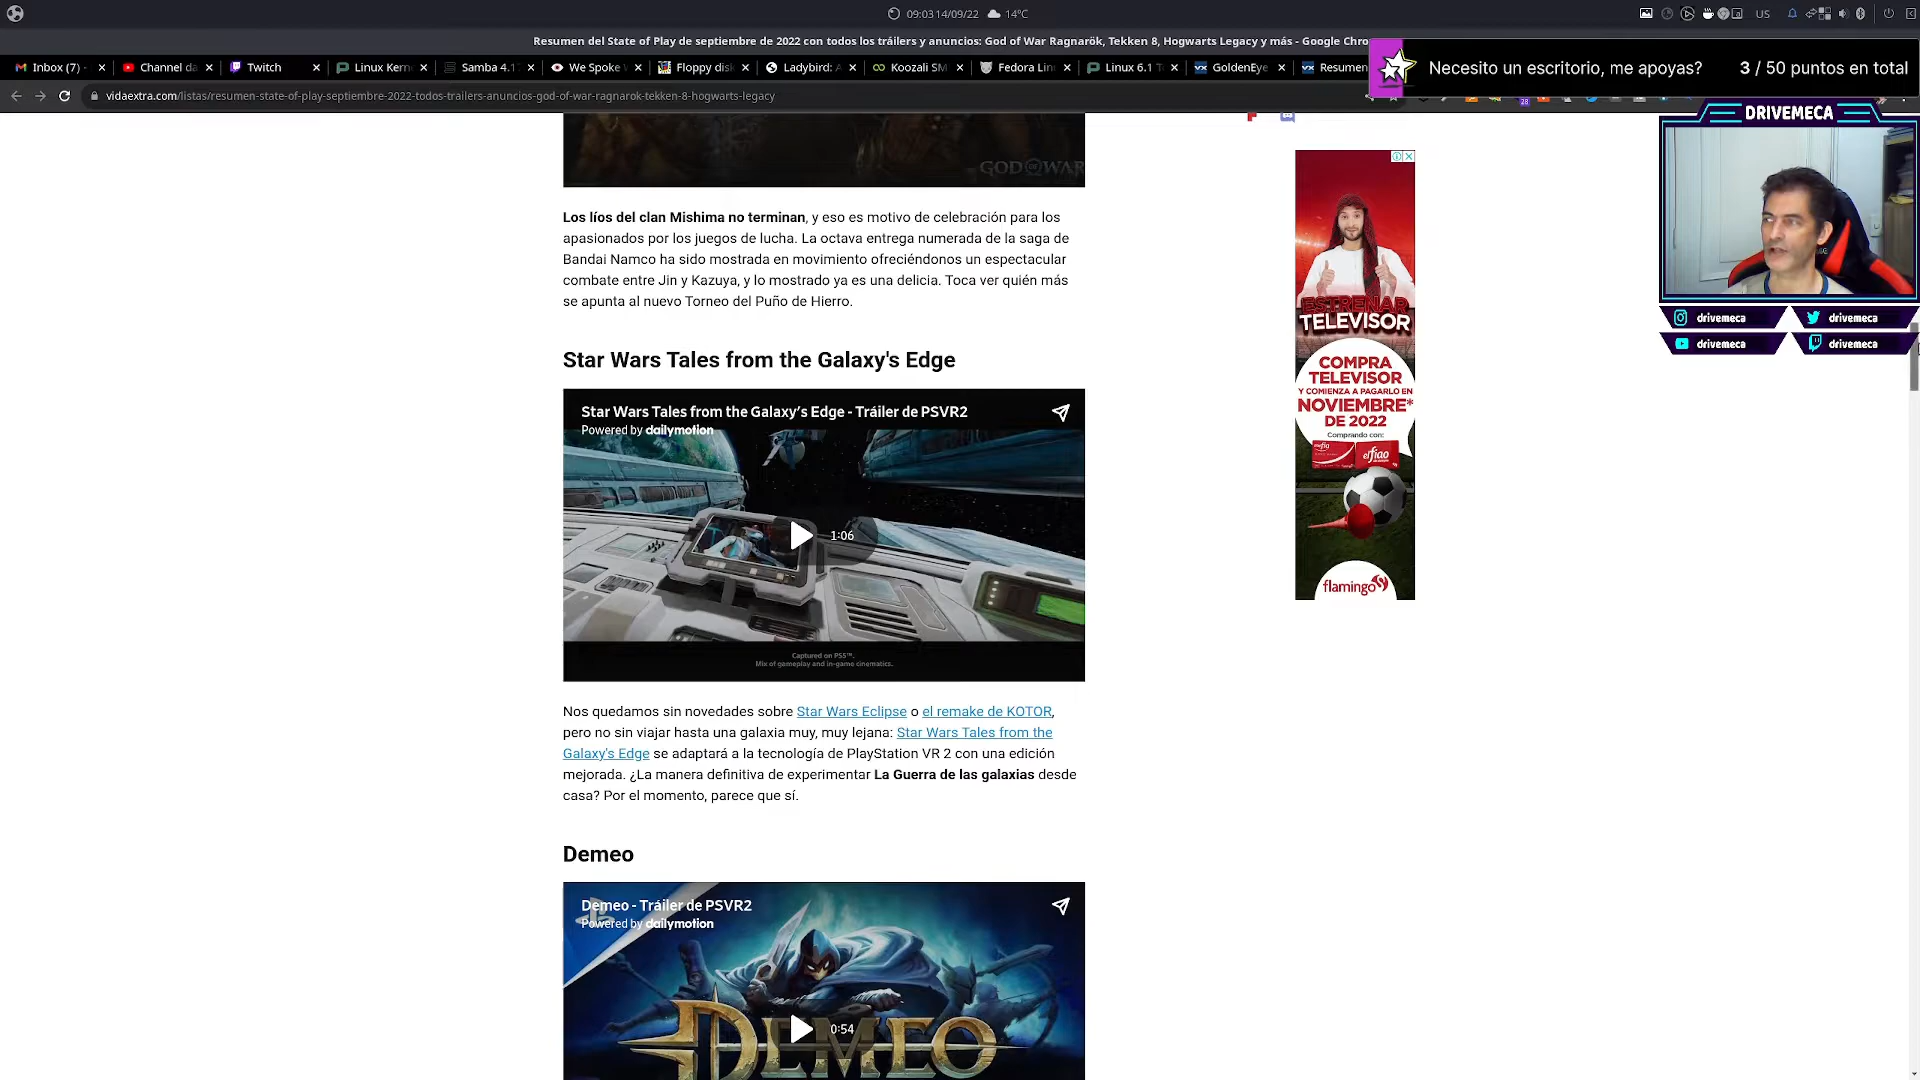 09:03 14/09/22 14°C
US
Resumen del State of Play de septiembre de 2022 con todos los tráilers y anuncios: God of War Ragnarök, Tekken 8, Hogwarts Legacy y más - Google Chro
Inbox (7)
Channel da
Twitch
Linux Kern
Samba 4.1
We Spoke
Floppy dis
Ladybird: A
Koozali SM
Fedora Lin
Linux 6.1 T
GoldenEye
Resumen
Necesito un escritorio, me apoyas?
3 / 50 puntos en total
vidaextra.com/listas/resumen-state-of-play-septiembre-2022-todos-trailers-anuncios-god-of-war-ragnarok-tekken-8-hogwarts-legacy
28
DRIVEMECA
drivemeca
drivemeca
drivemeca
drivemeca
GOD OF WAR
Los líos del clan Mishima no terminan, y eso es motivo de celebración para los
apasionados por los juegos de lucha. La octava entrega numerada de la saga de
Bandai Namco ha sido mostrada en movimiento ofreciéndonos un espectacular
combate entre Jin y Kazuya, y lo mostrado ya es una delicia. Toca ver quién más
se apunta al nuevo Torneo del Puño de Hierro.
Star Wars Tales from the Galaxy's Edge
Star Wars Tales from the Galaxy's Edge - Tráiler de PSVR2
Powered by dailymotion
1:06
Captured on PS5™.
Mix of gameplay and in-game cinematics.
Nos quedamos sin novedades sobre Star Wars Eclipse o el remake de KOTOR,
pero no sin viajar hasta una galaxia muy, muy lejana: Star Wars Tales from the
Galaxy's Edge se adaptará a la tecnología de PlayStation VR 2 con una edición
mejorada. ¿La manera definitiva de experimentar La Guerra de las galaxias desde
casa? Por el momento, parece que sí.
Demeo
Demeo - Tráiler de PSVR2
Powered by dailymotion
0:54
DEMEO
ESTRENAR
TELEVISOR
COMPRA
TELEVISOR
Y COMIENZA A PAGARLO EN
NOVIEMBRE*
DE 2022
Comprando con:
elfiao
flamingo